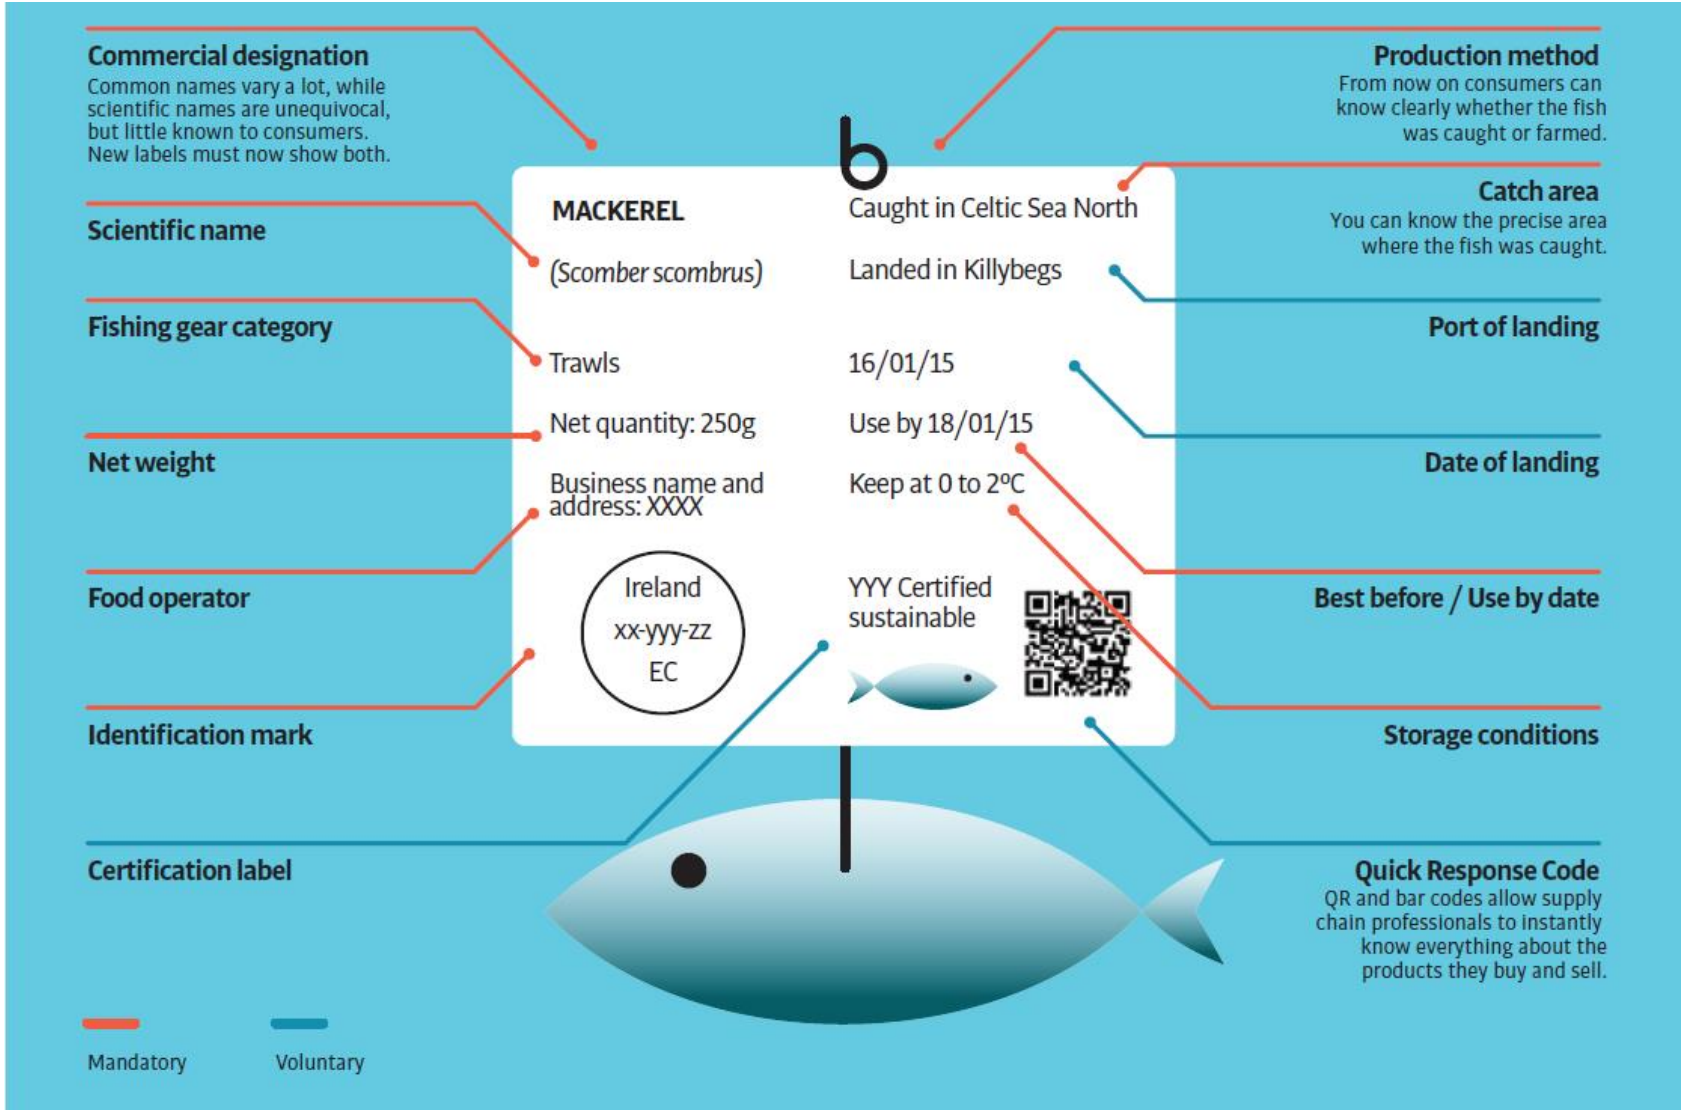 Commercial designation
Common names vary a lot, while
scientific names are unequivocal,
but little known to consumers.
New labels must now show both.
Scientific name
Fishing gear category
Net weight
Food operator
Identification mark
Certification label
MACKEREL
(Scomber scombrus)
Trawls
Net quantity: 250g
Business name and
address: XXXX
Ireland
xx-yyy-zz
EC
Caught in Celtic Sea North
Landed in Killybegs
16/01/15
Use by 18/01/15
Keep at 0 to 2ºC
YYY Certified
sustainable
Production method
From now on consumers can
know clearly whether the fish
was caught or farmed.
Catch area
You can know the precise area
where the fish was caught.
Port of landing
Date of landing
Best before / Use by date
Storage conditions
Quick Response Code
QR and bar codes allow supply
chain professionals to instantly
know everything about the
products they buy and sell.
Mandatory
Voluntary